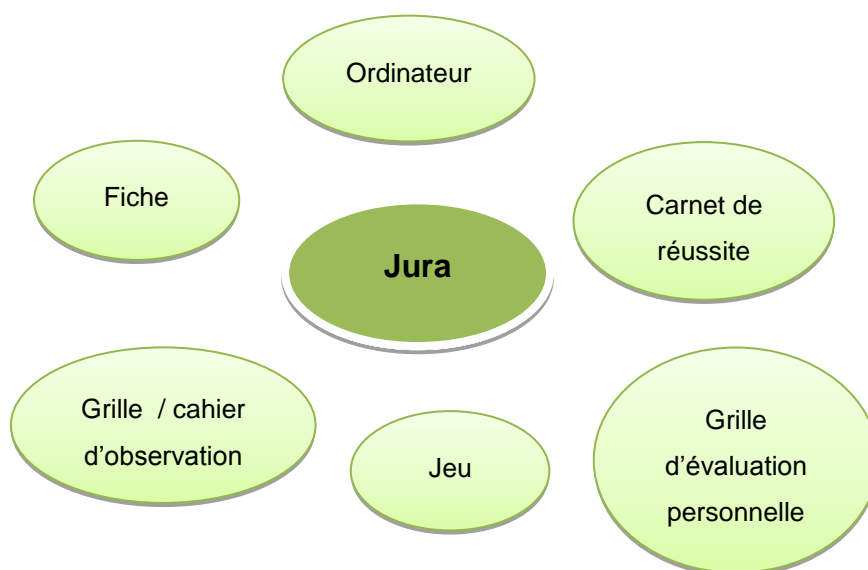 Ordinateur
Fiche
Carnet de
réussite
Jura
Grille / cahier
d’observation
Jeu
Grille
d’évaluation
personnelle